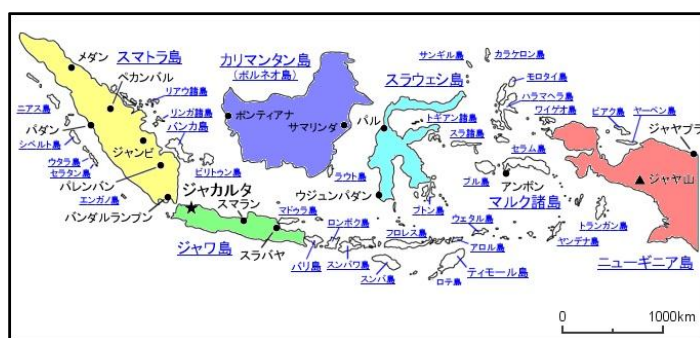 スマトラ島
メダン
ペカンバル
リアウ諸島
リンガ諸島
バンカ島
ニアス島
パダン
シベルト島
ジャンビ
ウタラ島
セラタン島
パレンバン
ビリトゥン島
エンガノ島
バンダルランプン
ジャカルタ
スマラン
マドゥラ島
ジャワ島
スラバヤ
カリマンタン島
(ボルネオ島)
ポンティアナ
サマリンダ
ラウト島
スラウェシ島
パル
トギアン諸島
スラ諸島
ウジュンパダン
ブトン島
サンギル島
カラケロン島
モロタイ島
ハラマヘラ島
ワイゲオ島
ビアク島
ヤーペン島
ジャヤプラ
セラム島
ブル島
アンボン
マルク諸島
ジャヤ山
バリ島
ロンボク島
スンバワ島
フロレス島
スンバ島
ウェタル島
アロル島
ティモール島
ロテ島
ヤンデナ島
トランガン島
ニューギニア島
0
1000km